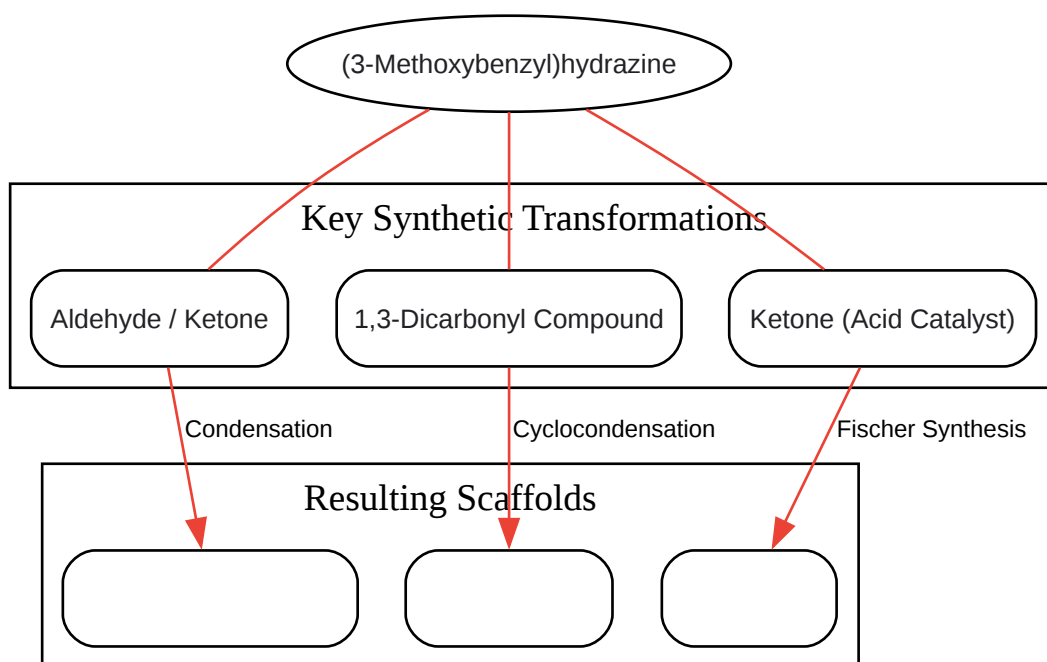 (3-Methoxybenzyl)hydrazine
Key Synthetic Transformations
Aldehyde / Ketone
1,3-Dicarbonyl Compound
Ketone (Acid Catalyst)
Condensation
Cyclocondensation
Fischer Synthesis
Resulting Scaffolds